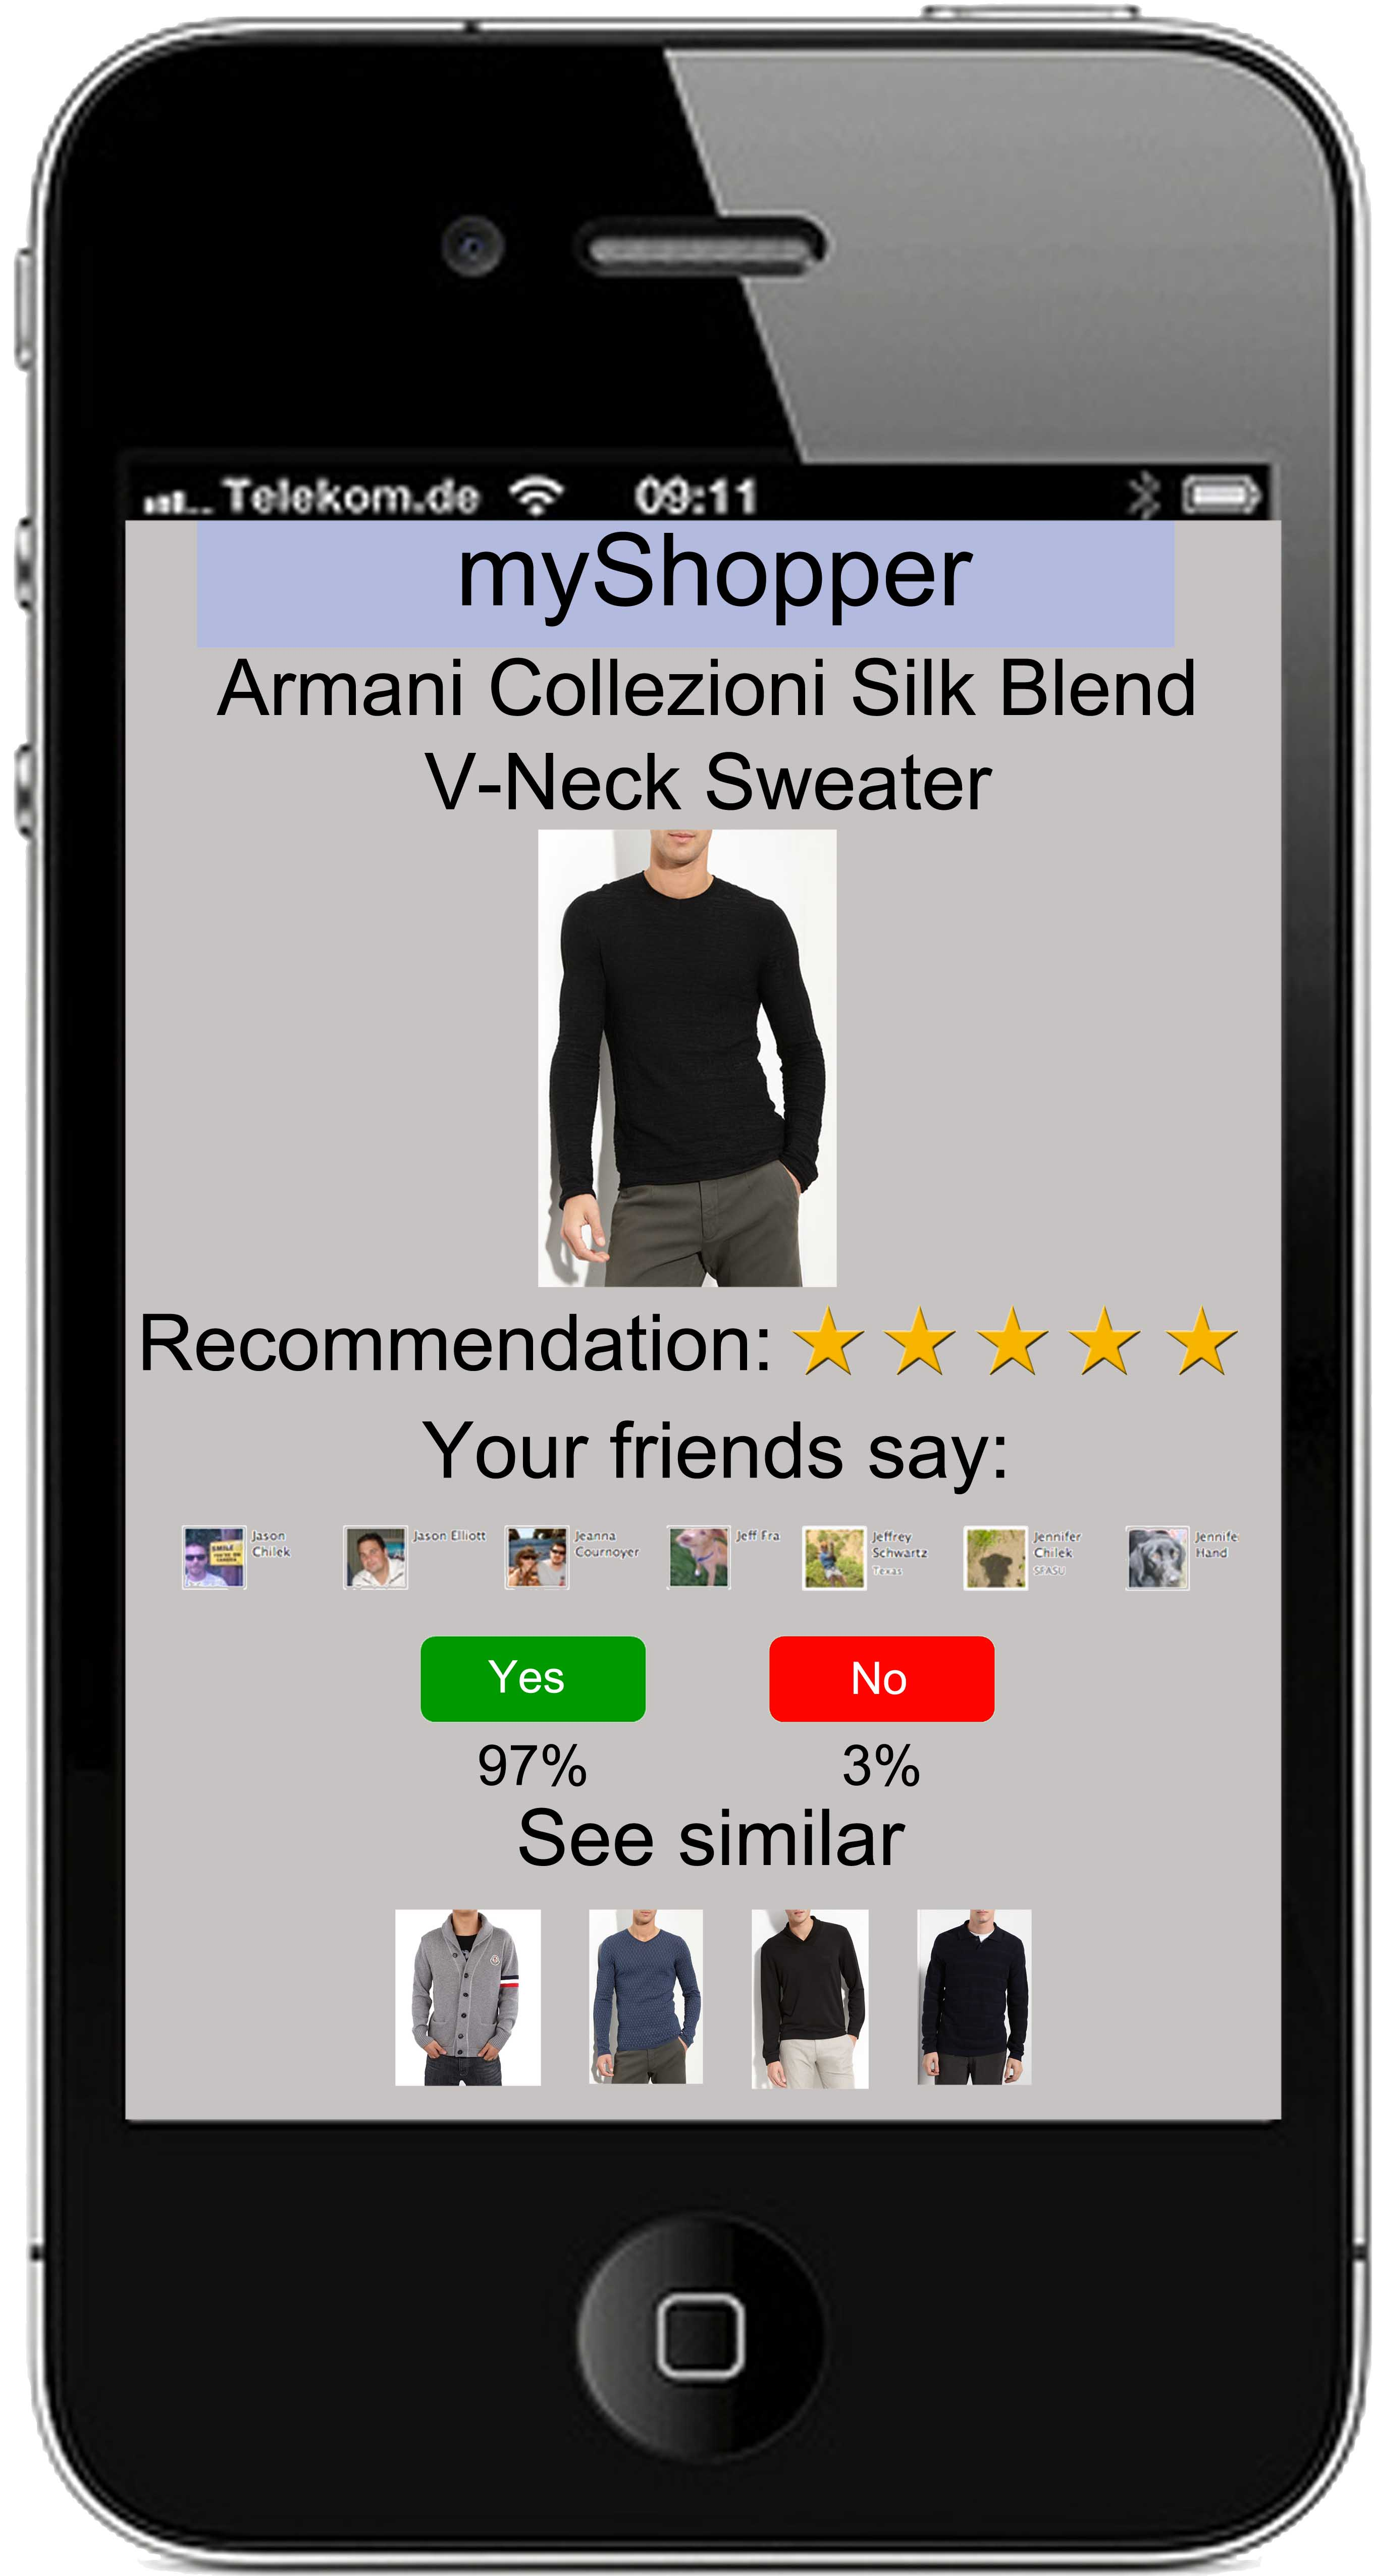 Telekom.de 09:11
myShopper
Armani Collezioni Silk Blend
V-Neck Sweater
Recommendation:
Your friends say:
Jason
Chilek
Jason Elliott
Jeanna
Cournoyer
Jeff Fra
Jeffrey
Schwartz
Texas
Jennifer
Chilek
SFASU
Jennife
Hand
SMILE
Yes
No
97%
3%
See similar